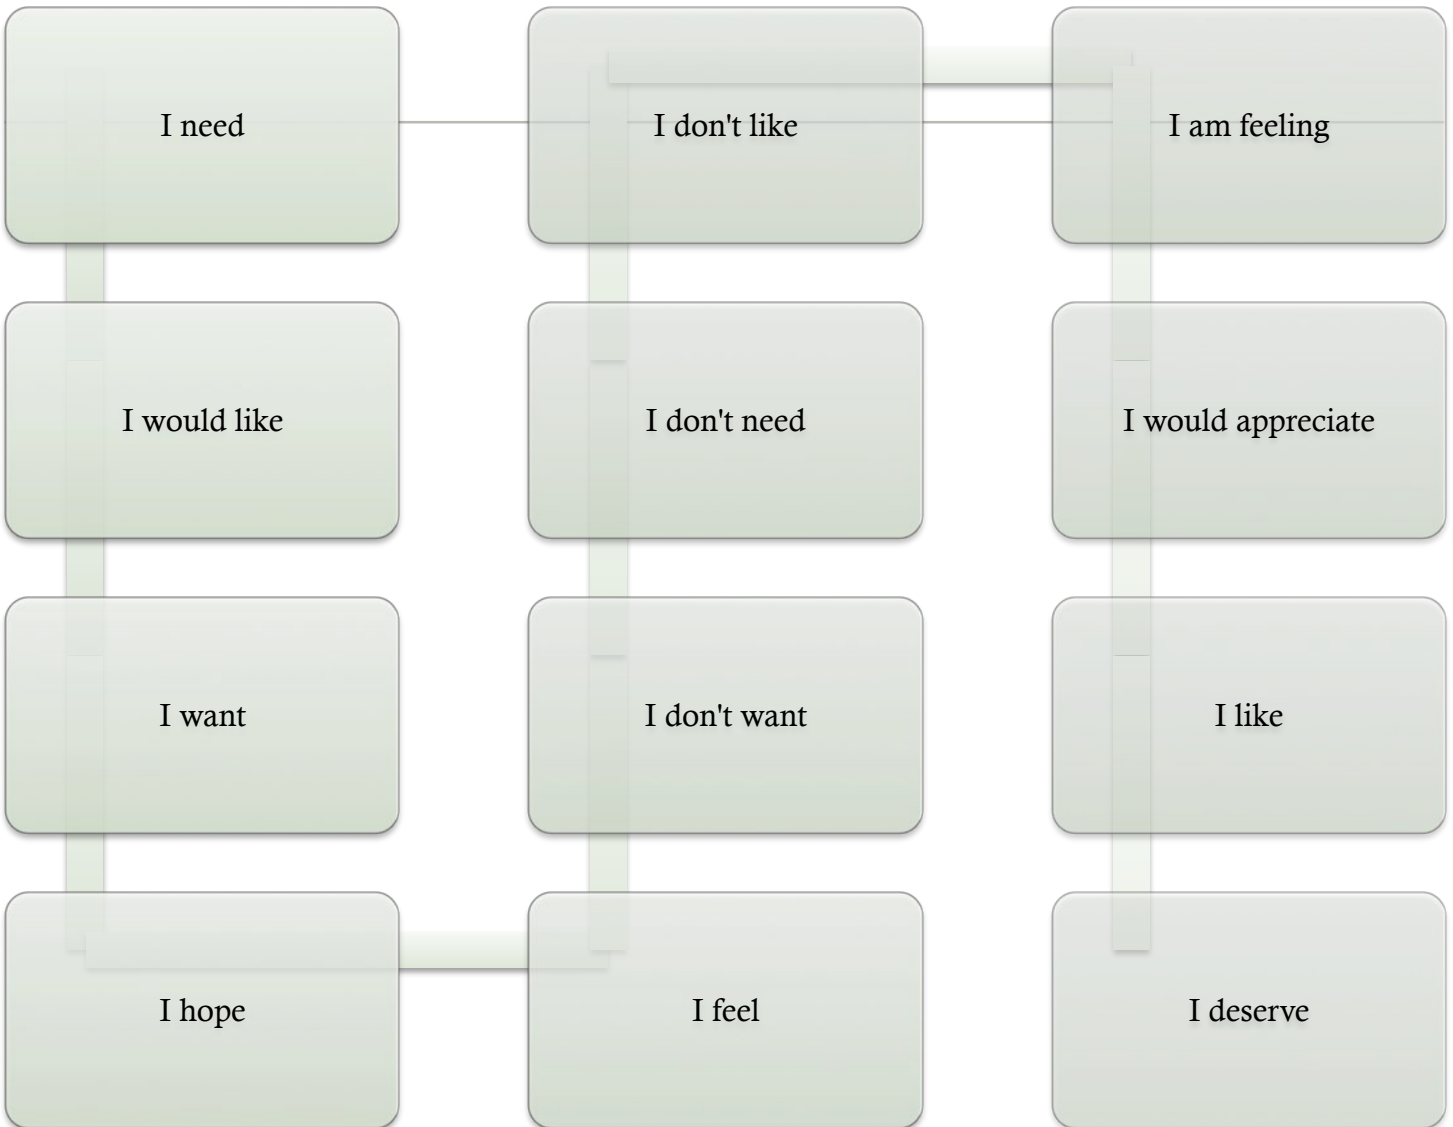 I need
I don't like
I am feeling
I would like
I don't need
I would appreciate
I want
I don't want
I like
I hope
I feel
I deserve